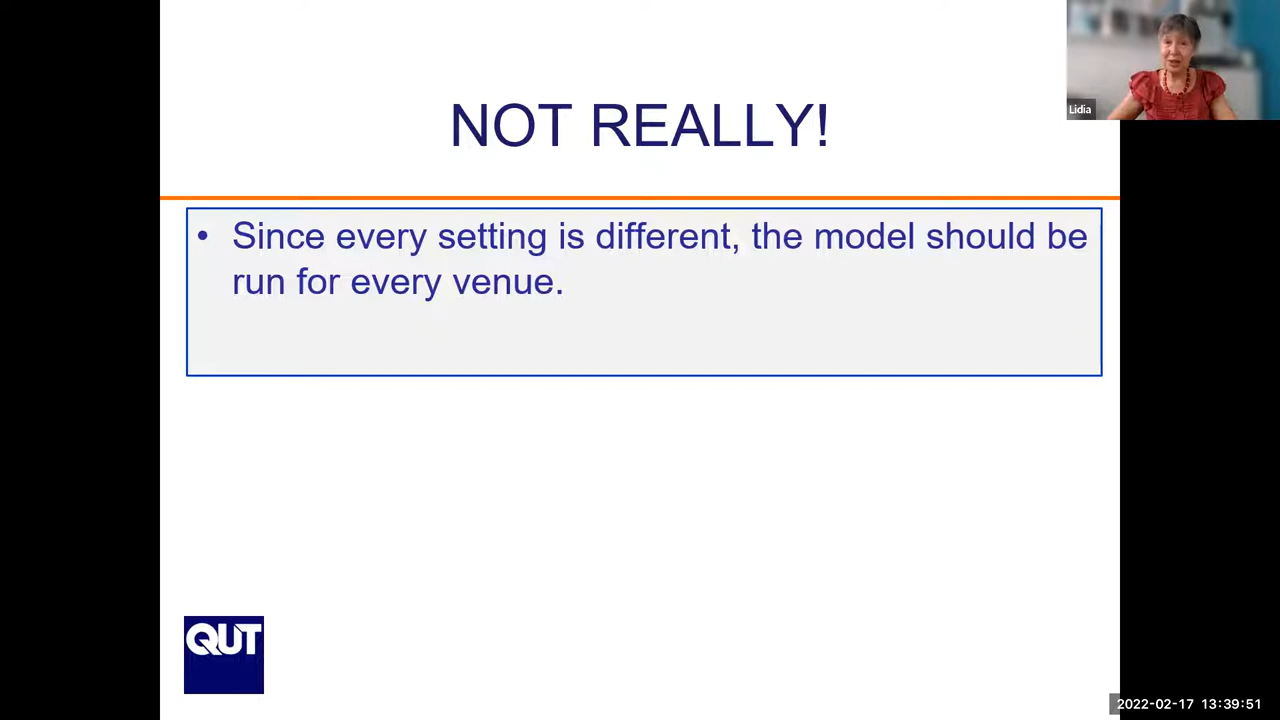 NOT REALLY!
Lidia
• Since every setting is different, the model should be
run for every venue.
QUT
2022-02-17 13:39:51